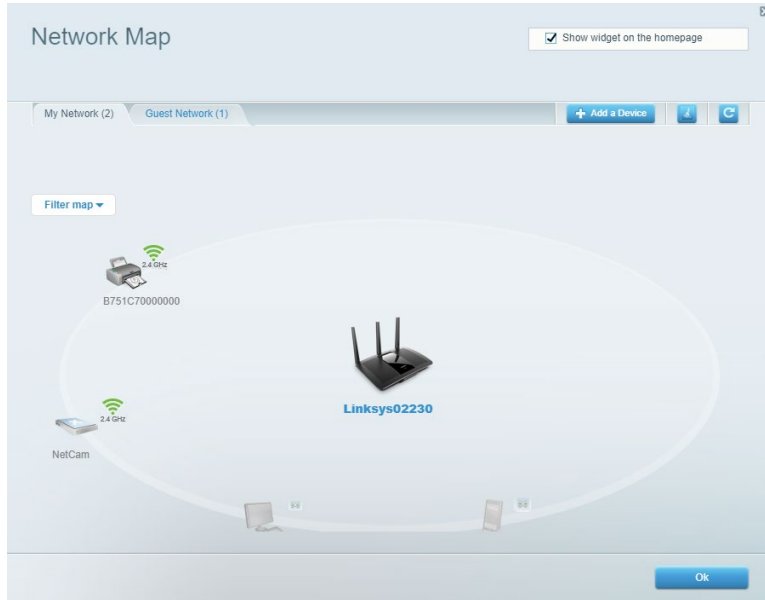 Network Map
Show widget on the homepage
My Network (2)
Guest Network (1)
Add a Device
Filter map
2.4 GHz
B751C70000000
Linksys02230
2.4 GHz
NetCam
Ok